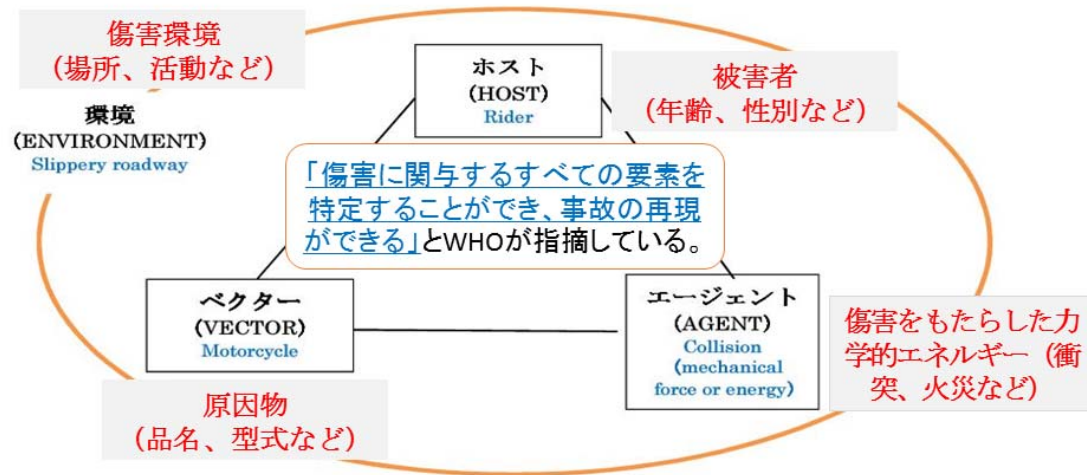 傷害環境
（場所、活動など）
環境
(ENVIRONMENT)
Slippery roadway
ホスト
(HOST)
Rider
被害者
（年齢、性別など）
「傷害に関与するすべての要素を
特定することができ、事故の再現
ができる」とWHOが指摘している。
ベクター
(VECTOR)
Motorcycle
エージェント
(AGENT)
Collision
(mechanical
force or energy)
傷害をもたらした力
学的エネルギー（衝
突、火災など）
原因物
（品名、型式など）